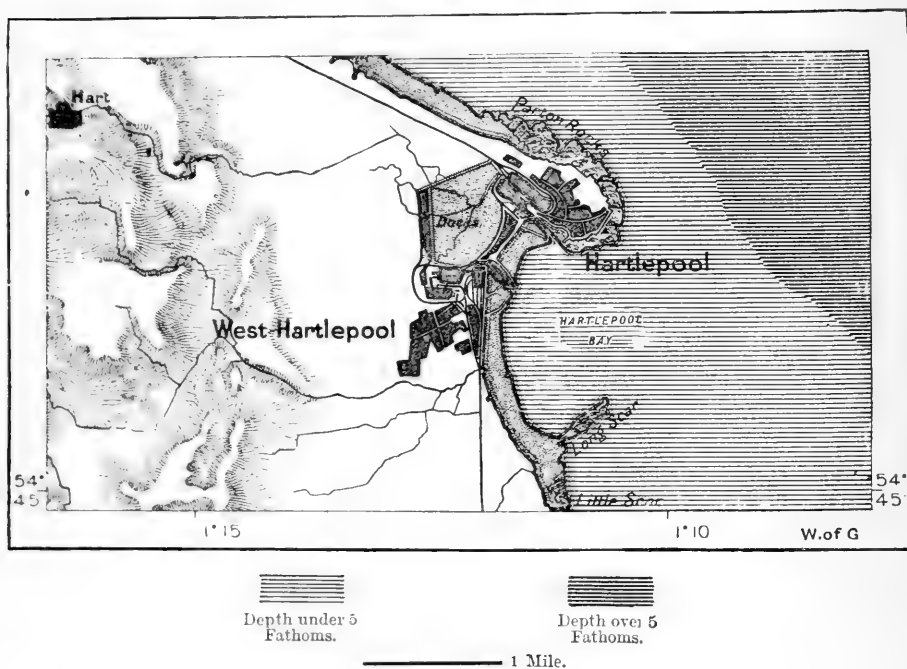 Hart
Parton Rocks
Docks
Hartlepool
West Hartlepool
HARTLEPOOL
BAY
Long Scar
Little Scar
54°
45'
54°
45'
1° 15
1° 10
W. of G
Depth under 5
Fathoms.
Depth over 5
Fathoms.
1 Mile.